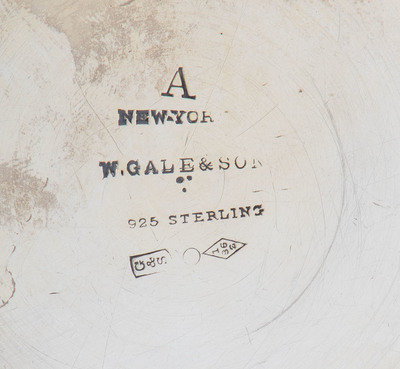 A
NEW-YOR
W.GALE & SON
925 STERLING
G&S